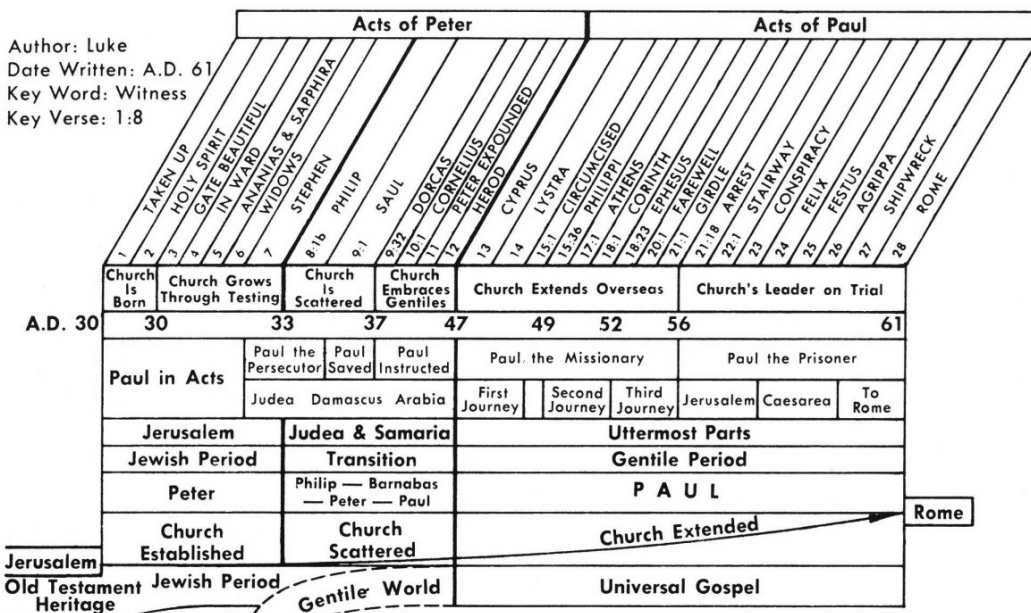 Acts of Peter
Acts of Paul
Author: Luke
Date Written: A.D. 61
Key Word: Witness
Key Verse: 1:8
TAKEN UP
HOLY SPIRIT
GATE BEAUTIFUL
IN WARD
ANANIAS & SAPPHIRA
WIDOWS
STEPHEN
PHILIP
SAUL
DORCAS
CORNELIUS
PETER EXPOUNDED
HEROD
CYPRUS
LYSTRA
CIRCUMCISED
PHILIPPI
ATHENS
CORINTH
EPHESUS
FAREWELL
GIRDLE
ARREST
STAIRWAY
CONSPIRACY
FELIX
FESTUS
AGRIPPA
SHIPWRECK
ROME
1 2 3 4 5 6 7 8:1b 9:1 9:32 10:1 11 12 13 14 15:1 15:36 17:1 18:1 18:23 20:1 21:1 21:18 22:1 23 24 25 26 27 28
Church Is Born
Church Grows Through Testing
Church Is Scattered
Church Embraces Gentiles
Church Extends Overseas
Church's Leader on Trial
A.D. 30 30 33 37 47 49 52 56 61
Paul in Acts
Paul the Persecutor
Paul Saved
Paul Instructed
Paul the Missionary
Paul the Prisoner
Judea Damascus Arabia
First Journey
Second Journey
Third Journey
Jerusalem
Caesarea
To Rome
Jerusalem
Judea & Samaria
Uttermost Parts
Jewish Period
Transition
Gentile Period
Peter
Philip — Barnabas
— Peter — Paul
PAUL
Church Established
Church Scattered
Church Extended
Rome
Jerusalem
Old Testament Heritage
Jewish Period
Gentile World
Universal Gospel